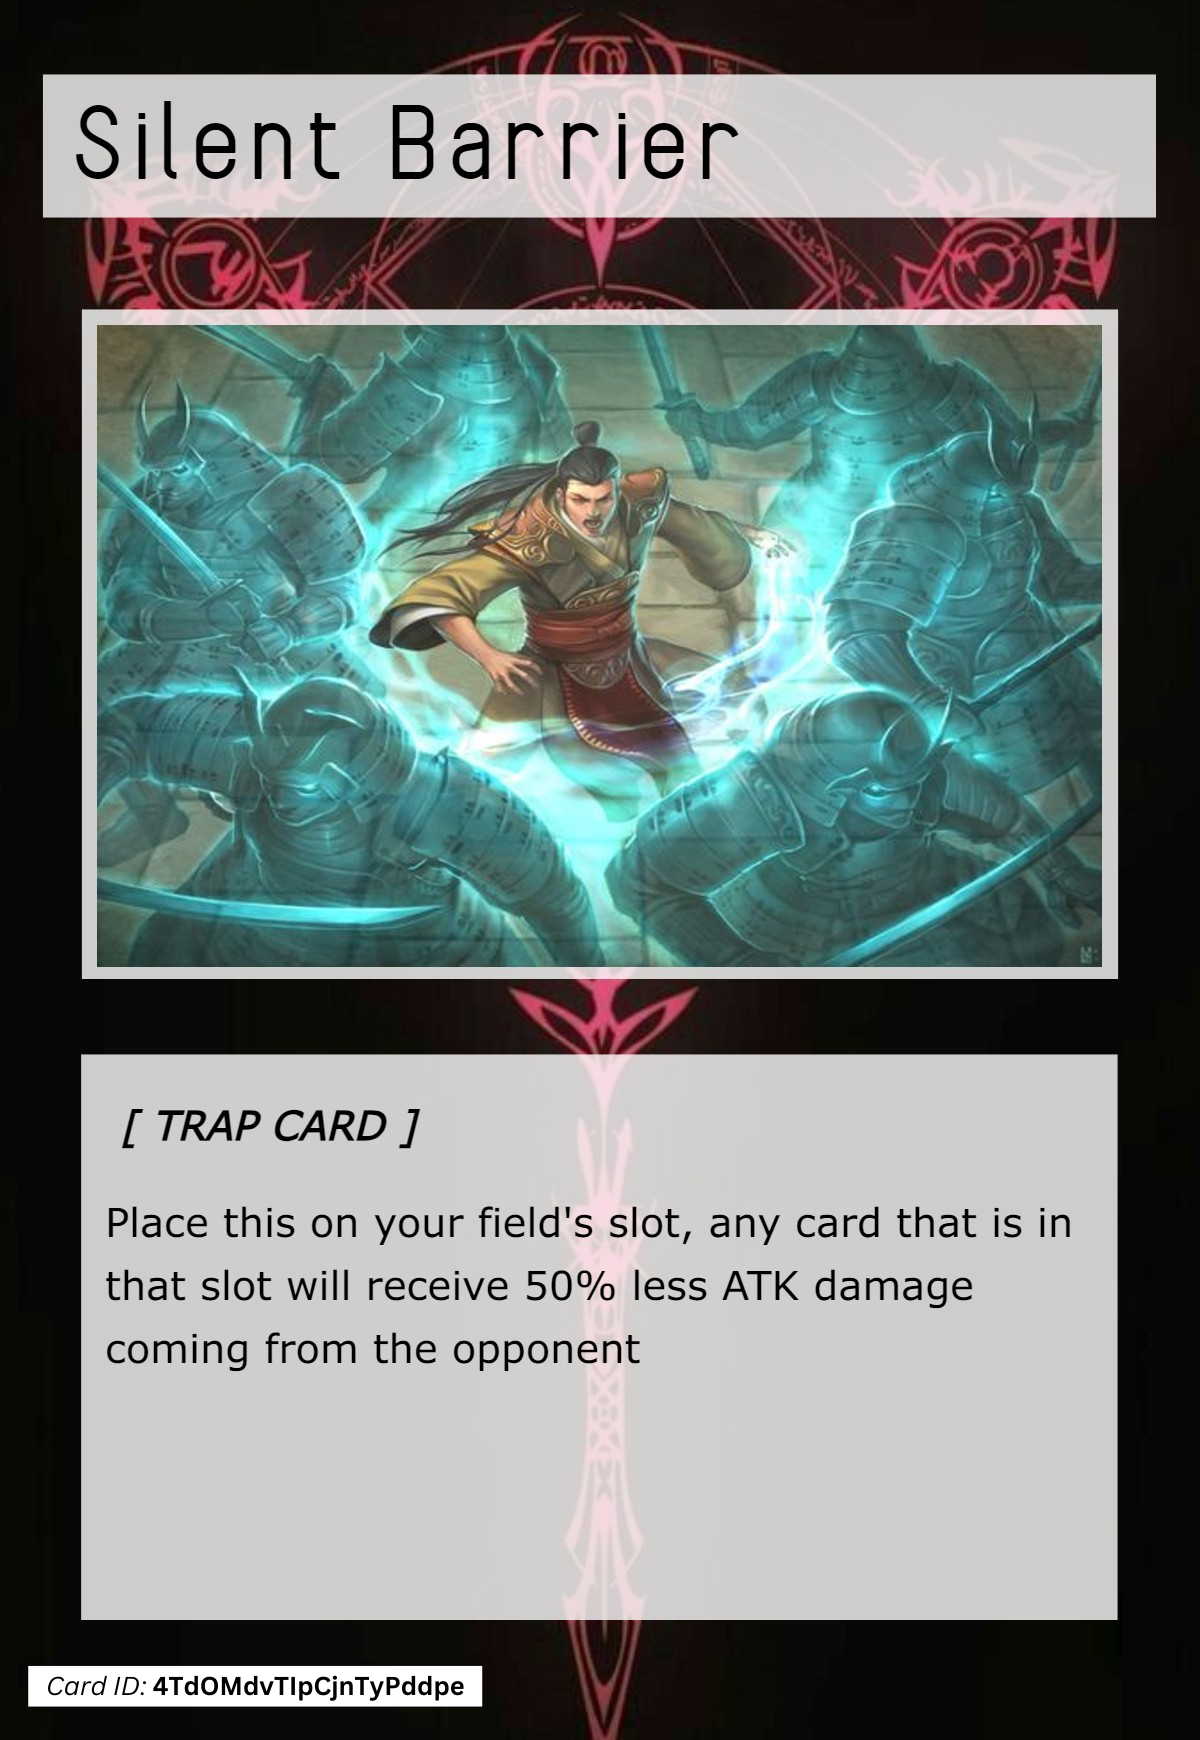 Silent Barrier
[ TRAP CARD ]
Place this on your field's slot, any card that is in
that slot will receive 50% less ATK damage
coming from the opponent
Card ID: 4TdOMdvTIpCjnTyPddpe